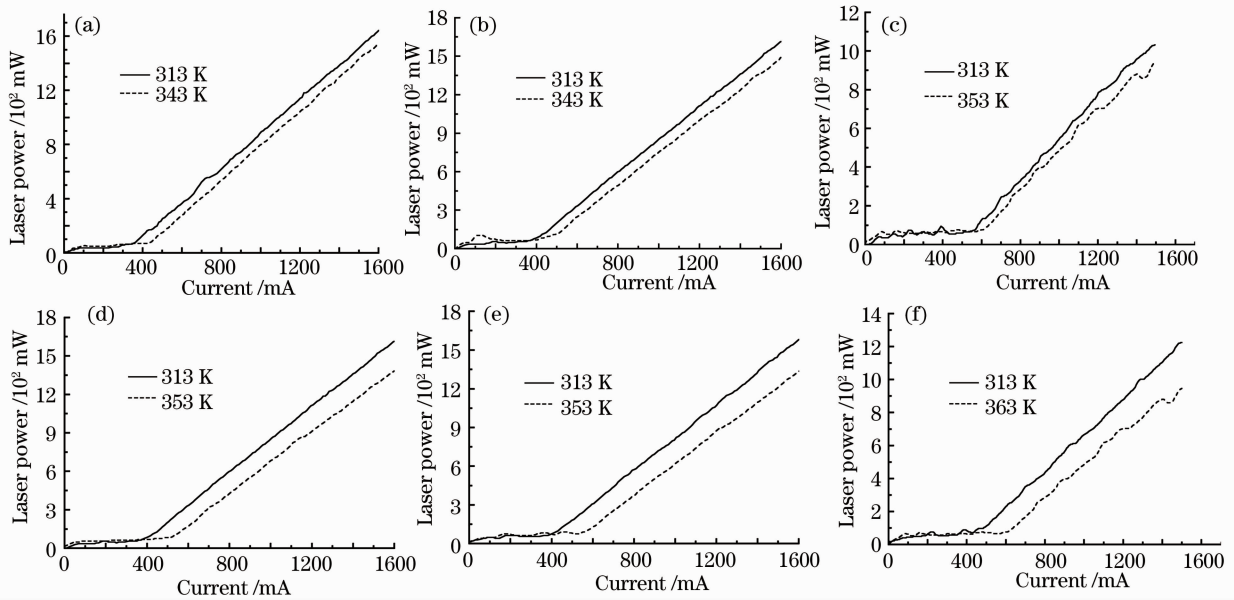 (a)
Laser power /10² mW
16
12
8
4
0
313 K
343 K
0 400 800 1200 1600
Current /mA
(b)
Laser power /10² mW
18
15
12
9
6
3
0
313 K
343 K
0 400 800 1200 1600
Current /mA
(c)
Laser power /10² mW
12
10
8
6
4
2
0
313 K
353 K
0 400 800 1200 1600
Current /mA
(d)
Laser power /10² mW
18
15
12
9
6
3
0
313 K
353 K
0 400 800 1200 1600
Current /mA
(e)
Laser power /10² mW
18
15
12
9
6
3
0
313 K
353 K
0 400 800 1200 1600
Current /mA
(f)
Laser power /10² mW
14
12
10
8
6
4
2
0
313 K
363 K
0 400 800 1200 1600
Current /mA